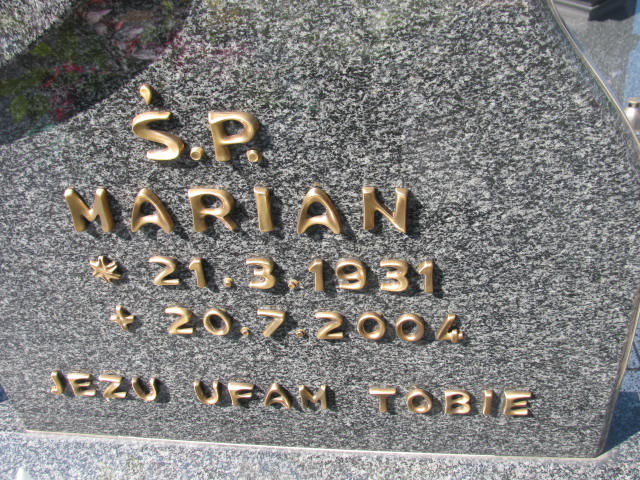 Ś.P.
MARIAN
* 21.3.1931
+ 20.7.2004
JEZU UFAM TOBIE